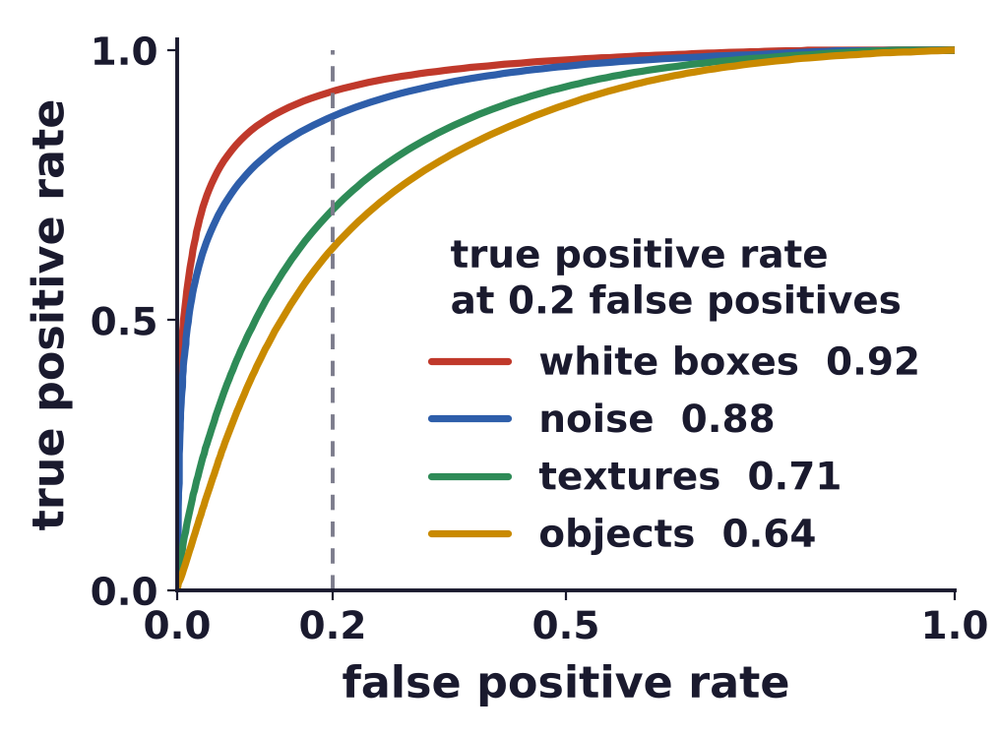 1.0
0.5
0.0
true positive rate
true positive rate
at 0.2 false positives
white boxes 0.92
noise 0.88
textures 0.71
objects 0.64
0.0 0.2 0.5 1.0
false positive rate